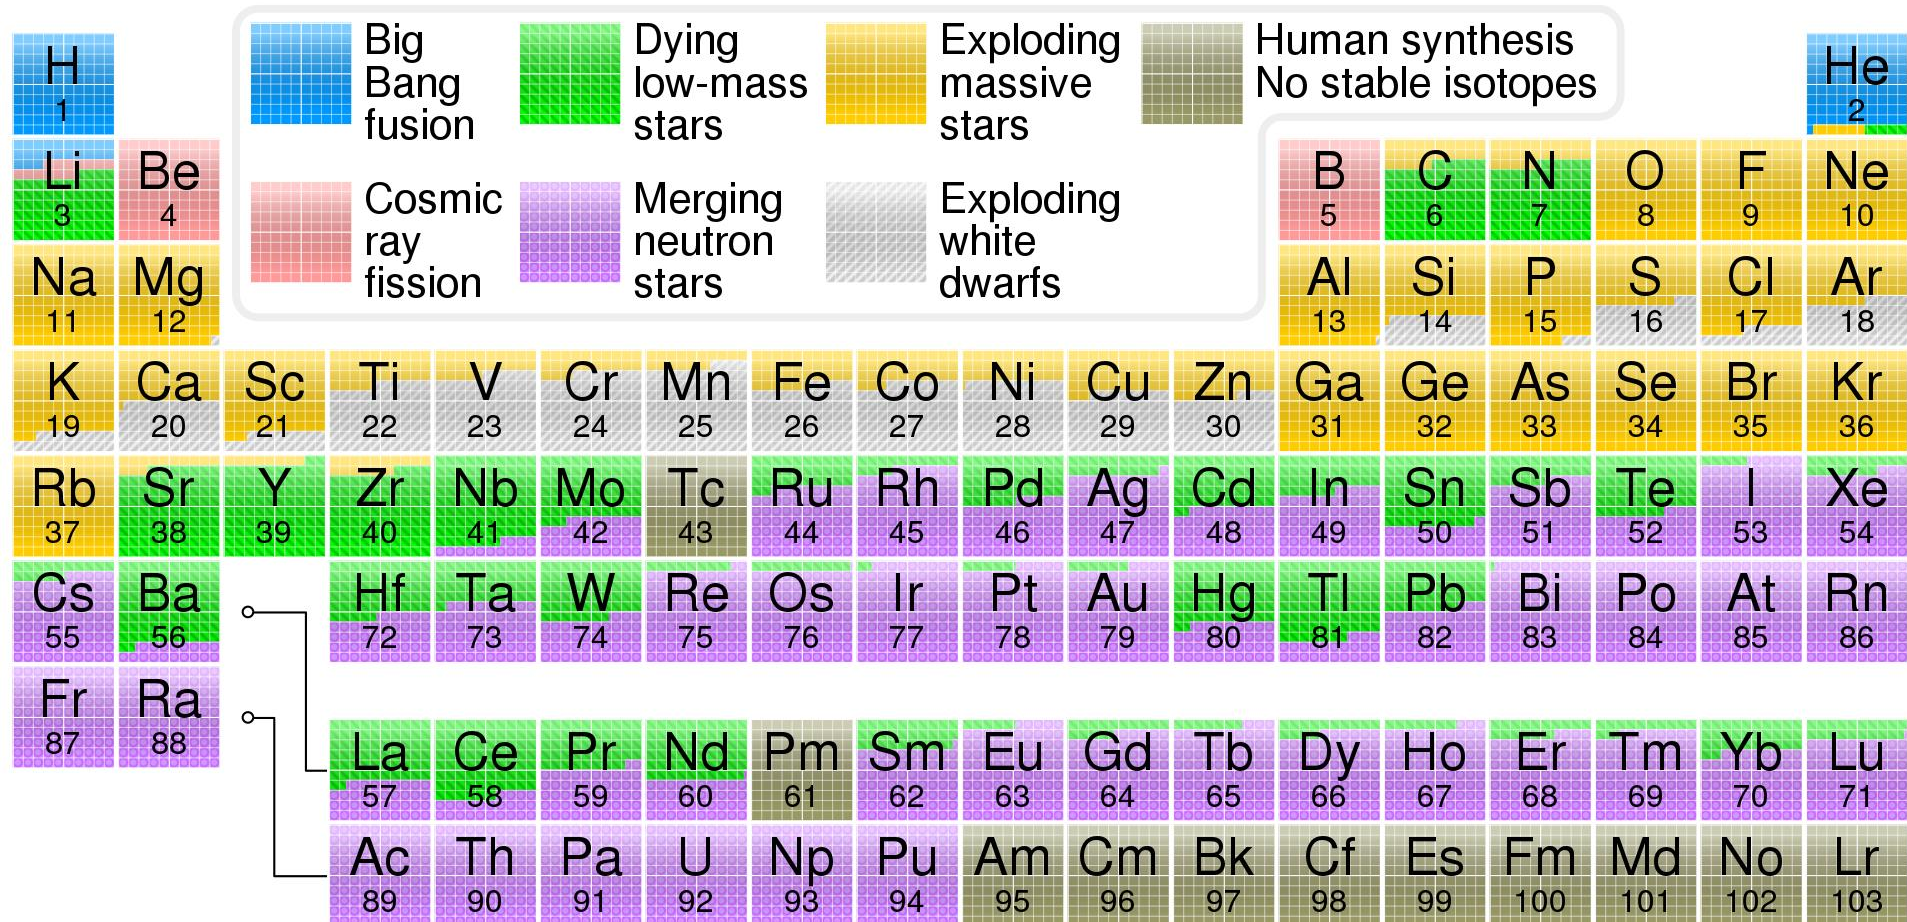 Big
Bang
fusion
Dying
low-mass
stars
Exploding
massive
stars
Human synthesis
No stable isotopes
Cosmic
ray
fission
Merging
neutron
stars
Exploding
white
dwarfs
H He
1 2
Li Be B C N O F Ne
3 4 5 6 7 8 9 10
Na Mg Al Si P S Cl Ar
11 12 13 14 15 16 17 18
K Ca Sc Ti V Cr Mn Fe Co Ni Cu Zn Ga Ge As Se Br Kr
19 20 21 22 23 24 25 26 27 28 29 30 31 32 33 34 35 36
Rb Sr Y Zr Nb Mo Tc Ru Rh Pd Ag Cd In Sn Sb Te I Xe
37 38 39 40 41 42 43 44 45 46 47 48 49 50 51 52 53 54
Cs Ba Hf Ta W Re Os Ir Pt Au Hg Tl Pb Bi Po At Rn
55 56 72 73 74 75 76 77 78 79 80 81 82 83 84 85 86
Fr Ra
87 88
La Ce Pr Nd Pm Sm Eu Gd Tb Dy Ho Er Tm Yb Lu
57 58 59 60 61 62 63 64 65 66 67 68 69 70 71
Ac Th Pa U Np Pu Am Cm Bk Cf Es Fm Md No Lr
89 90 91 92 93 94 95 96 97 98 99 100 101 102 103